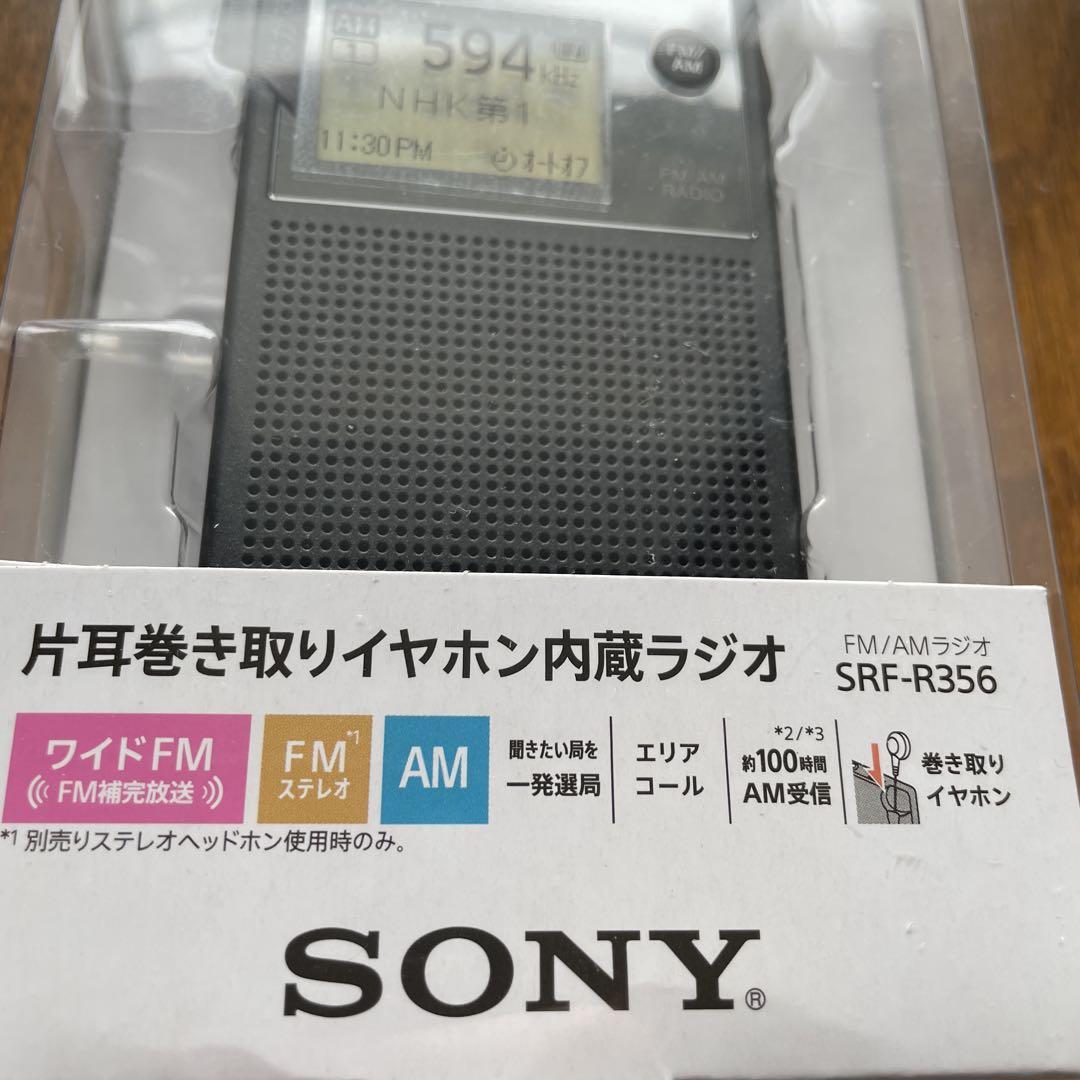 AM
594 kHz
1
NHK第1
11:30PM オートオフ
FM/
AM
FM/AM
RADIO
片耳巻き取りイヤホン内蔵ラジオ
FM/AMラジオ
SRF-R356
ワイドFM
FM補完放送
FM*1
ステレオ
AM
聞きたい局を
一発選局
エリア
コール
*2/*3
約100時間
AM受信
巻き取り
イヤホン
*1 別売りステレオヘッドホン使用時のみ。
SONY®